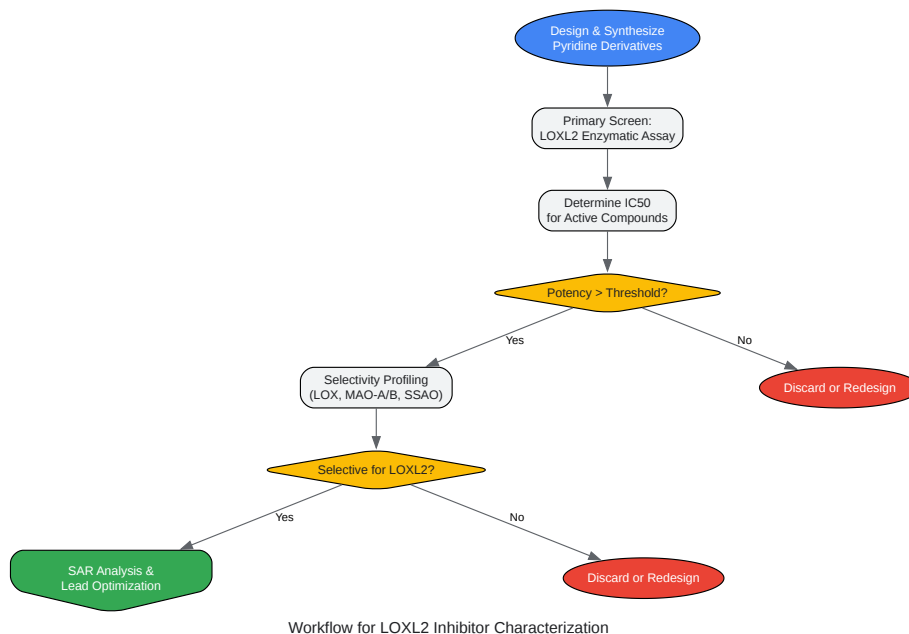 Design & Synthesize
Pyridine Derivatives
Primary Screen:
LOXL2 Enzymatic Assay
Determine IC50
for Active Compounds
Potency > Threshold?
Yes
No
Selectivity Profiling
(LOX, MAO-A/B, SSAO)
Discard or Redesign
Selective for LOXL2?
Yes
No
SAR Analysis &
Lead Optimization
Discard or Redesign
Workflow for LOXL2 Inhibitor Characterization